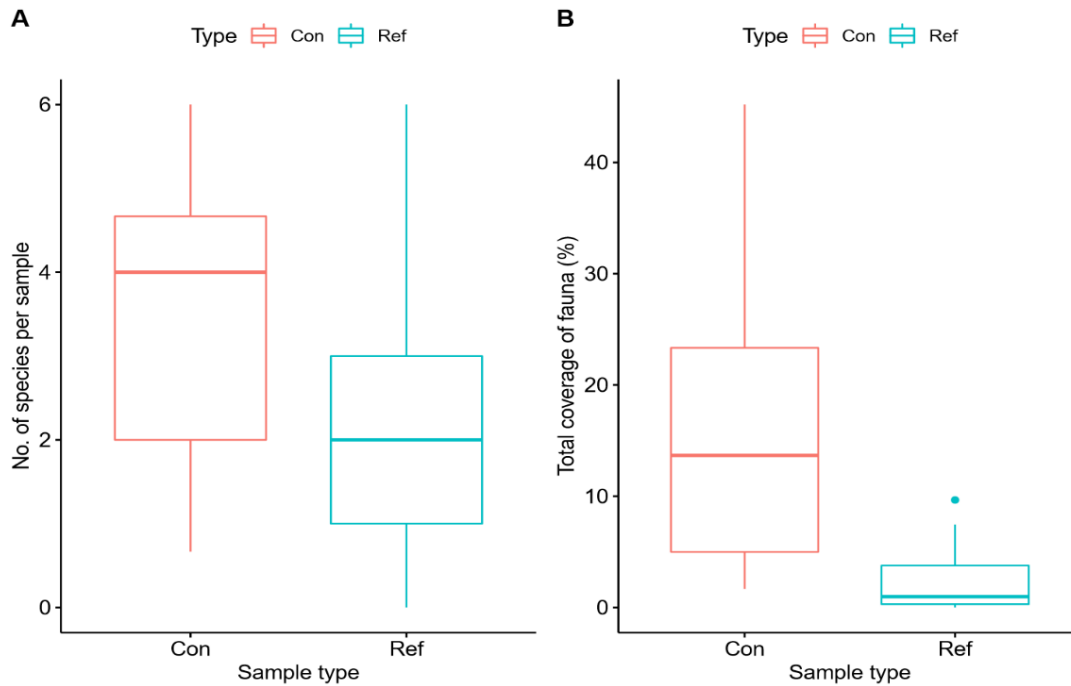 A
Type Con Ref
No. of species per sample
6
4
2
0
Con Ref
Sample type
B
Type Con Ref
Total coverage of fauna (%)
40
30
20
10
0
Con Ref
Sample type